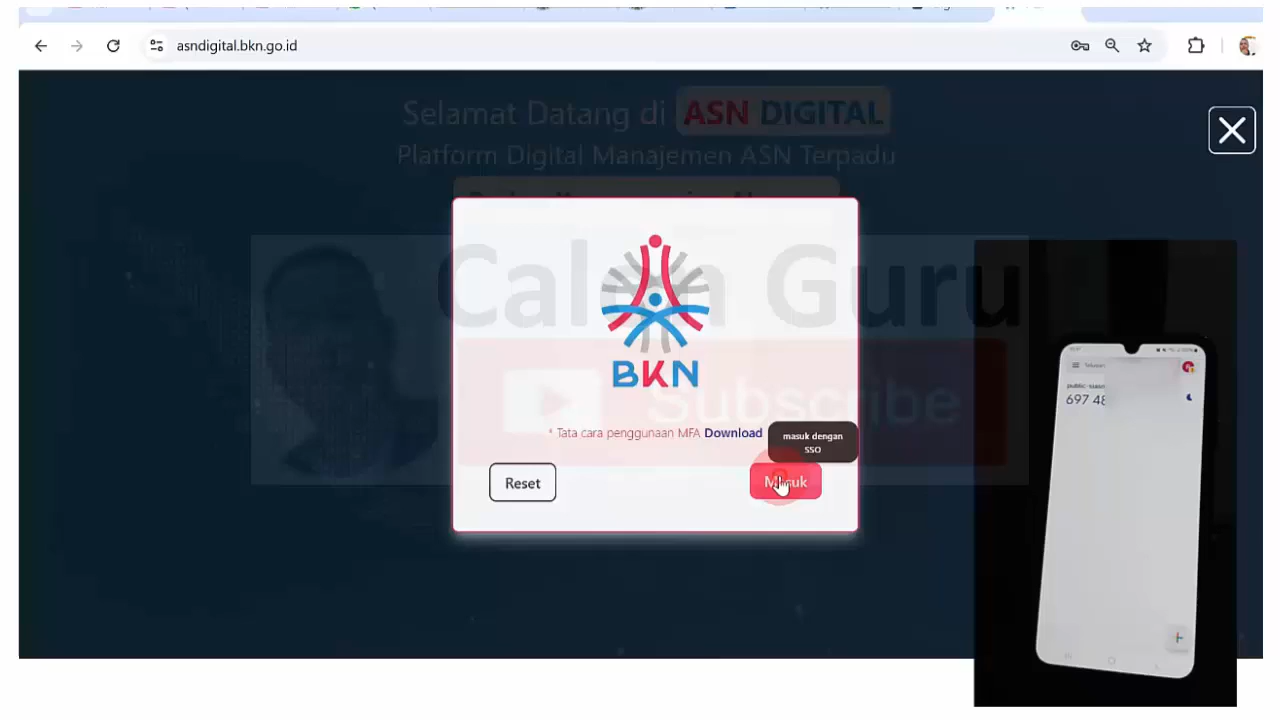 asndigital.bkn.go.id
Selamat Datang di ASN DIGITAL
Platform Digital Manajemen ASN Terpadu
Calon Guru
BKN
Subscribe
* Tata cara penggunaan MFA Download
masuk dengan
SSO
Reset
Masuk
697 48